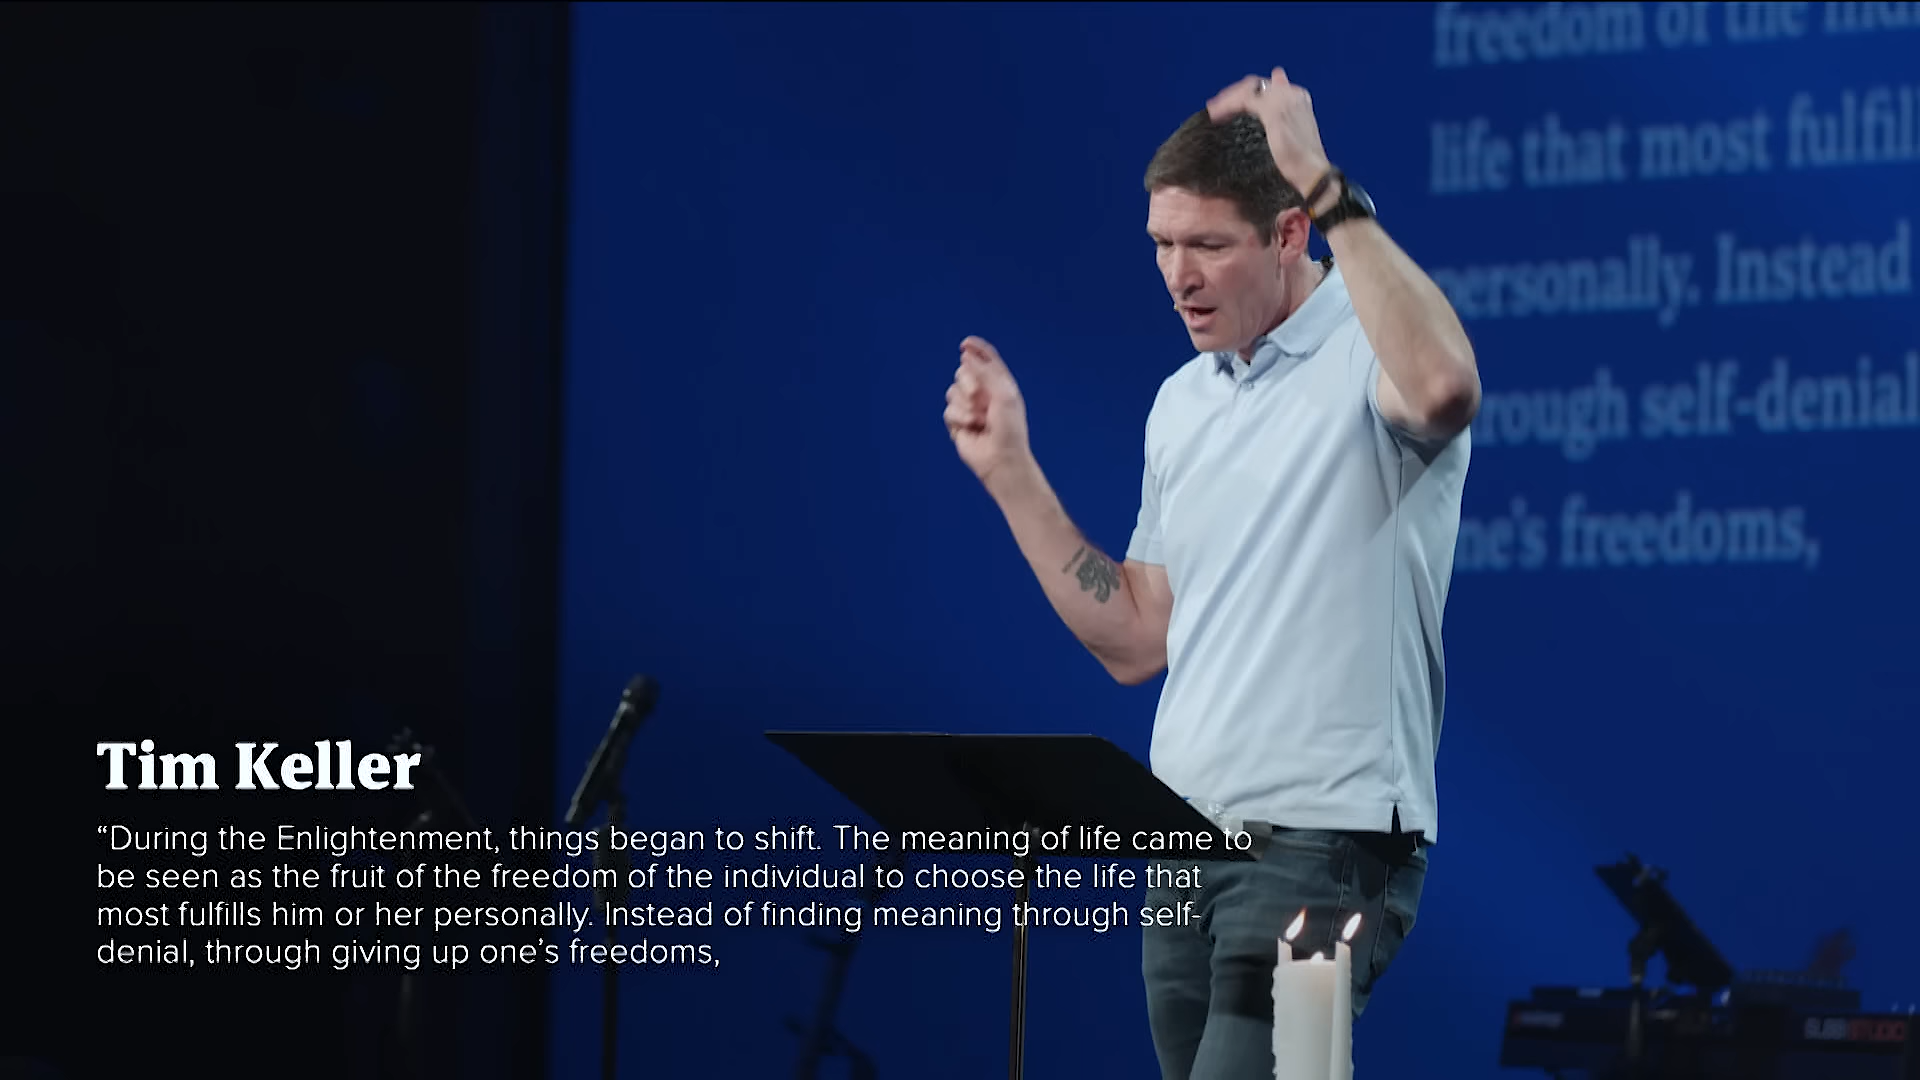 freedom of the
life that most
personally. Instead
self-denial
freedoms,
Tim Keller
“During the Enlightenment, things began to shift. The meaning of life came to
be seen as the fruit of the freedom of the individual to choose the life that
most fulfills him or her personally. Instead of finding meaning through self-
denial, through giving up one’s freedoms,